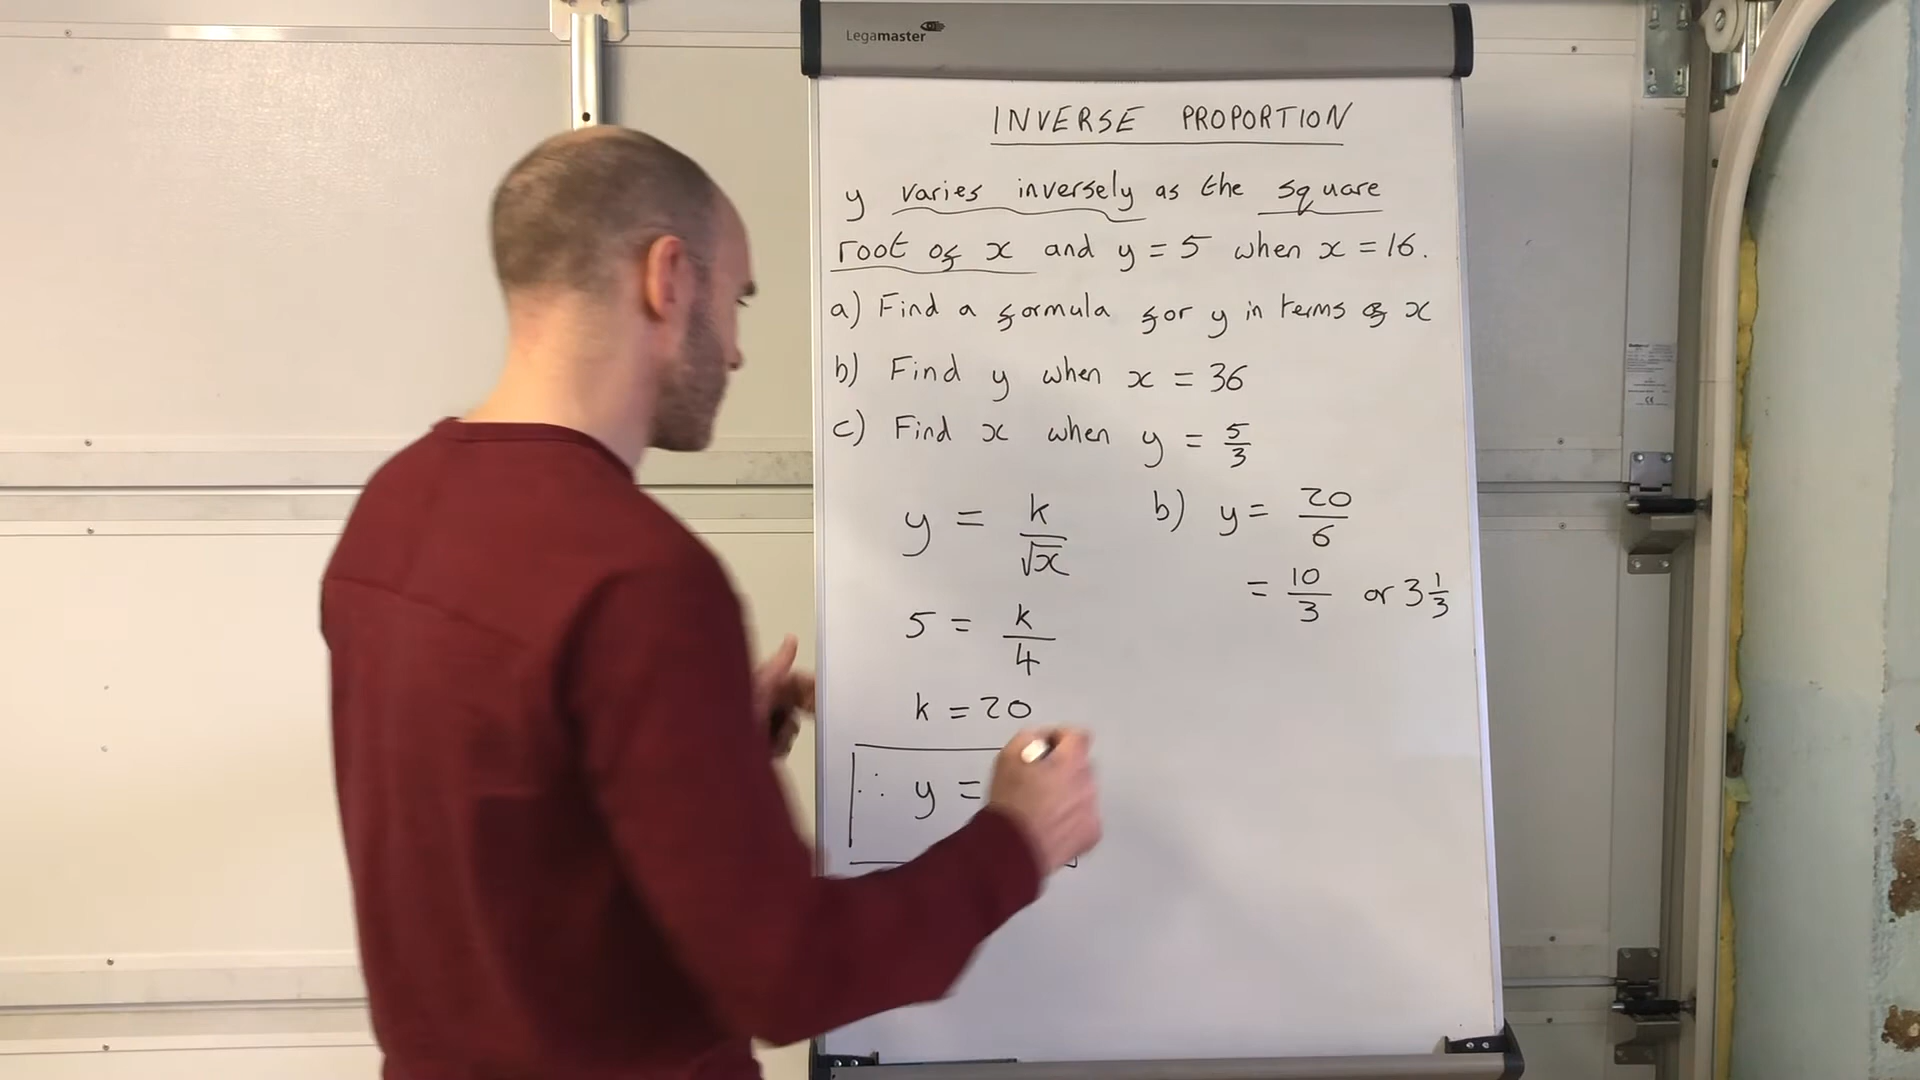 Legamaster
INVERSE PROPORTION
y varies inversely as the square
root of x and y = 5 when x = 16.
a) Find a formula for y in terms of x
b) Find y when x = 36
c) Find x when y = 5/3
y = k/√x
5 = k/4
k = 20
∴ y =
b) y = 20/6
= 10/3 or 3 1/3